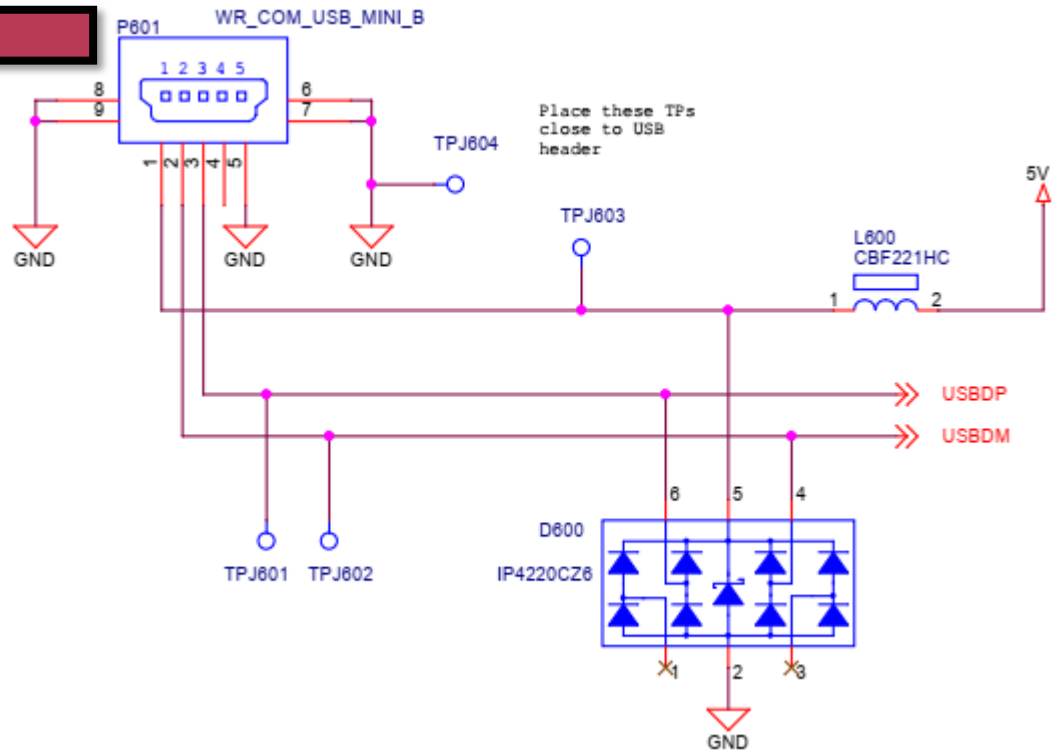 WR_COM_USB_MINI_B
P601
1 2 3 4 5
8
9
6
7
1
2
3
4
5
Place these TPs
close to USB
header
TPJ604
TPJ603
5V
GND
GND
GND
L600
CBF221HC
1
2
USBDP
USBDM
6
5
4
D600
IP4220CZ6
TPJ601
TPJ602
1
2
3
GND